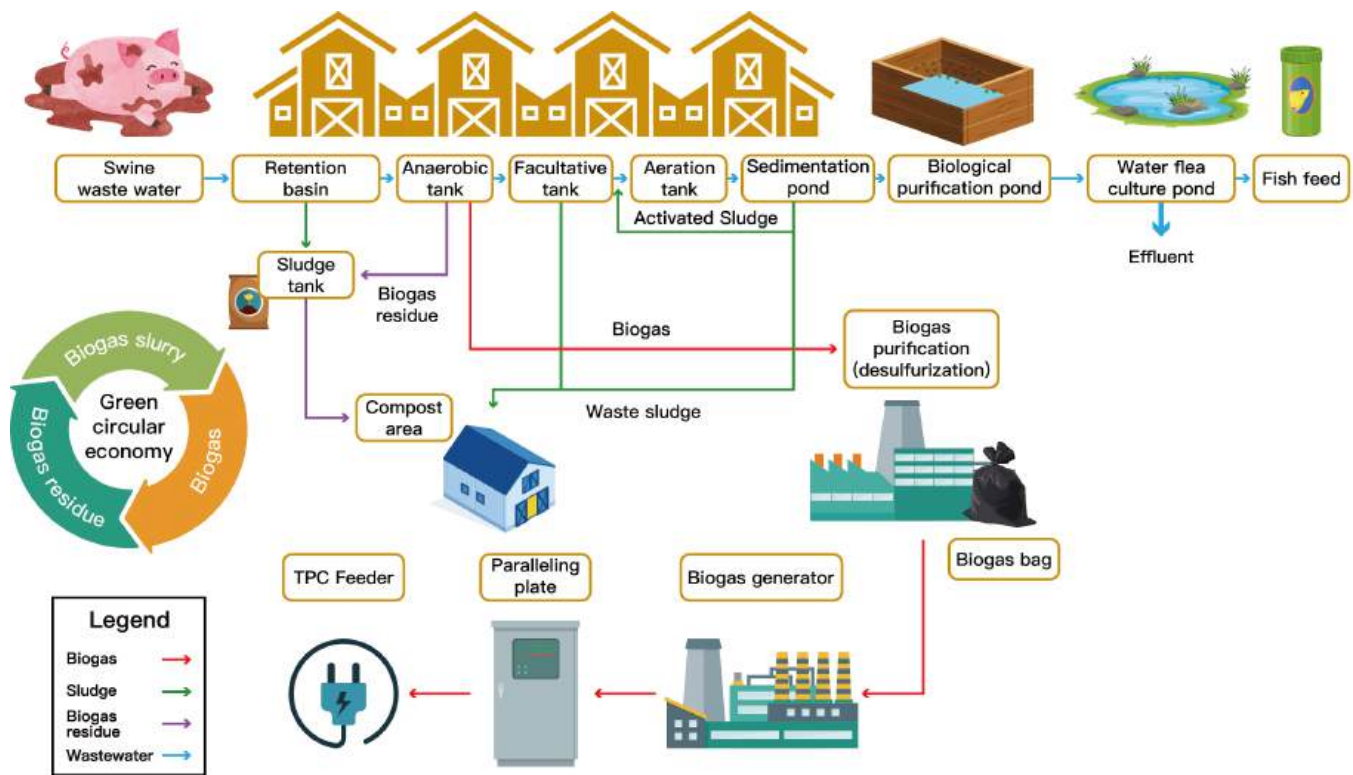 Swine
waste water
Retention
basin
Anaerobic
tank
Facultative
tank
Aeration
tank
Sedimentation
pond
Biological
purification pond
Water flea
culture pond
Fish feed
Activated Sludge
Effluent
Sludge
tank
Biogas
residue
Biogas
Biogas
purification
(desulfurization)
Biogas slurry
Biogas
Biogas residue
Green
circular
economy
Compost
area
Waste sludge
Biogas bag
TPC Feeder
Paralleling
plate
Biogas generator
Legend
Biogas
Sludge
Biogas
residue
Wastewater